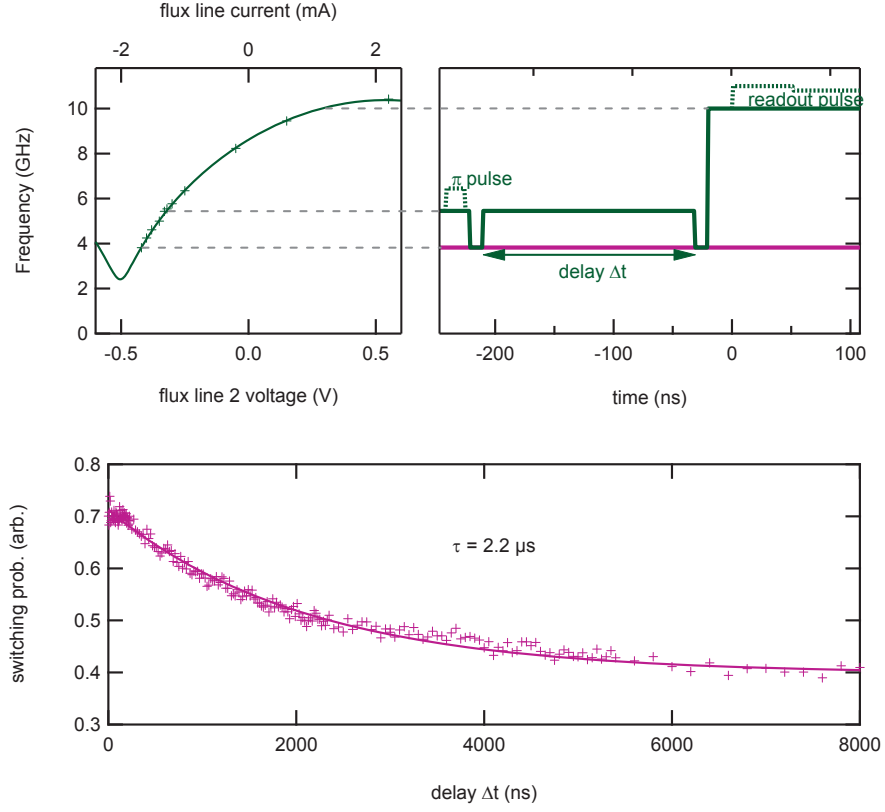 flux line current (mA)
-2 0 2
Frequency (GHz)
10
8
6
4
2
0
-0.5 0.0 0.5
flux line 2 voltage (V)
readout pulse
π pulse
delay Δt
-200 -100 0 100
time (ns)
switching prob. (arb.)
0.8
0.7
0.6
0.5
0.4
0.3
τ = 2.2 µs
0 2000 4000 6000 8000
delay Δt (ns)